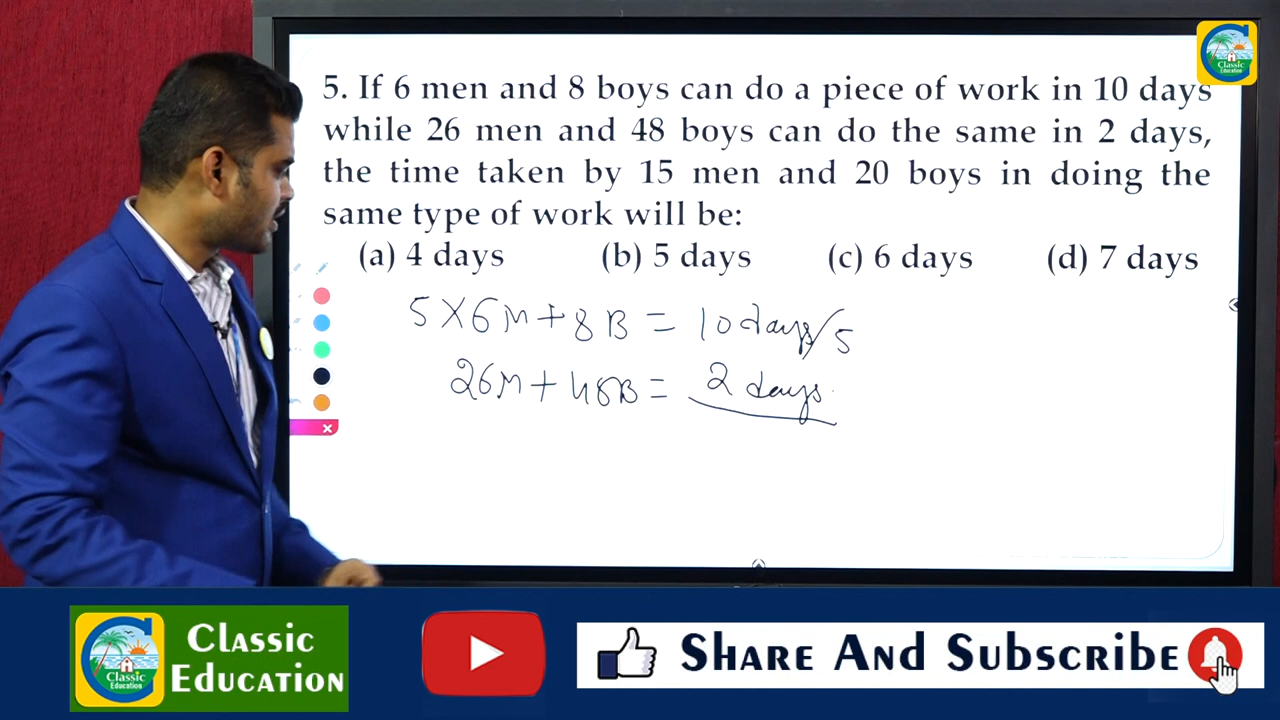 Classic
Education
5. If 6 men and 8 boys can do a piece of work in 10 days
while 26 men and 48 boys can do the same in 2 days,
the time taken by 15 men and 20 boys in doing the
same type of work will be:
(a) 4 days (b) 5 days (c) 6 days (d) 7 days
5 X 6M + 8B = 10 days/5
26M + 48B = 2 days
x
Classic
Education
Classic
Education
Share And Subscribe